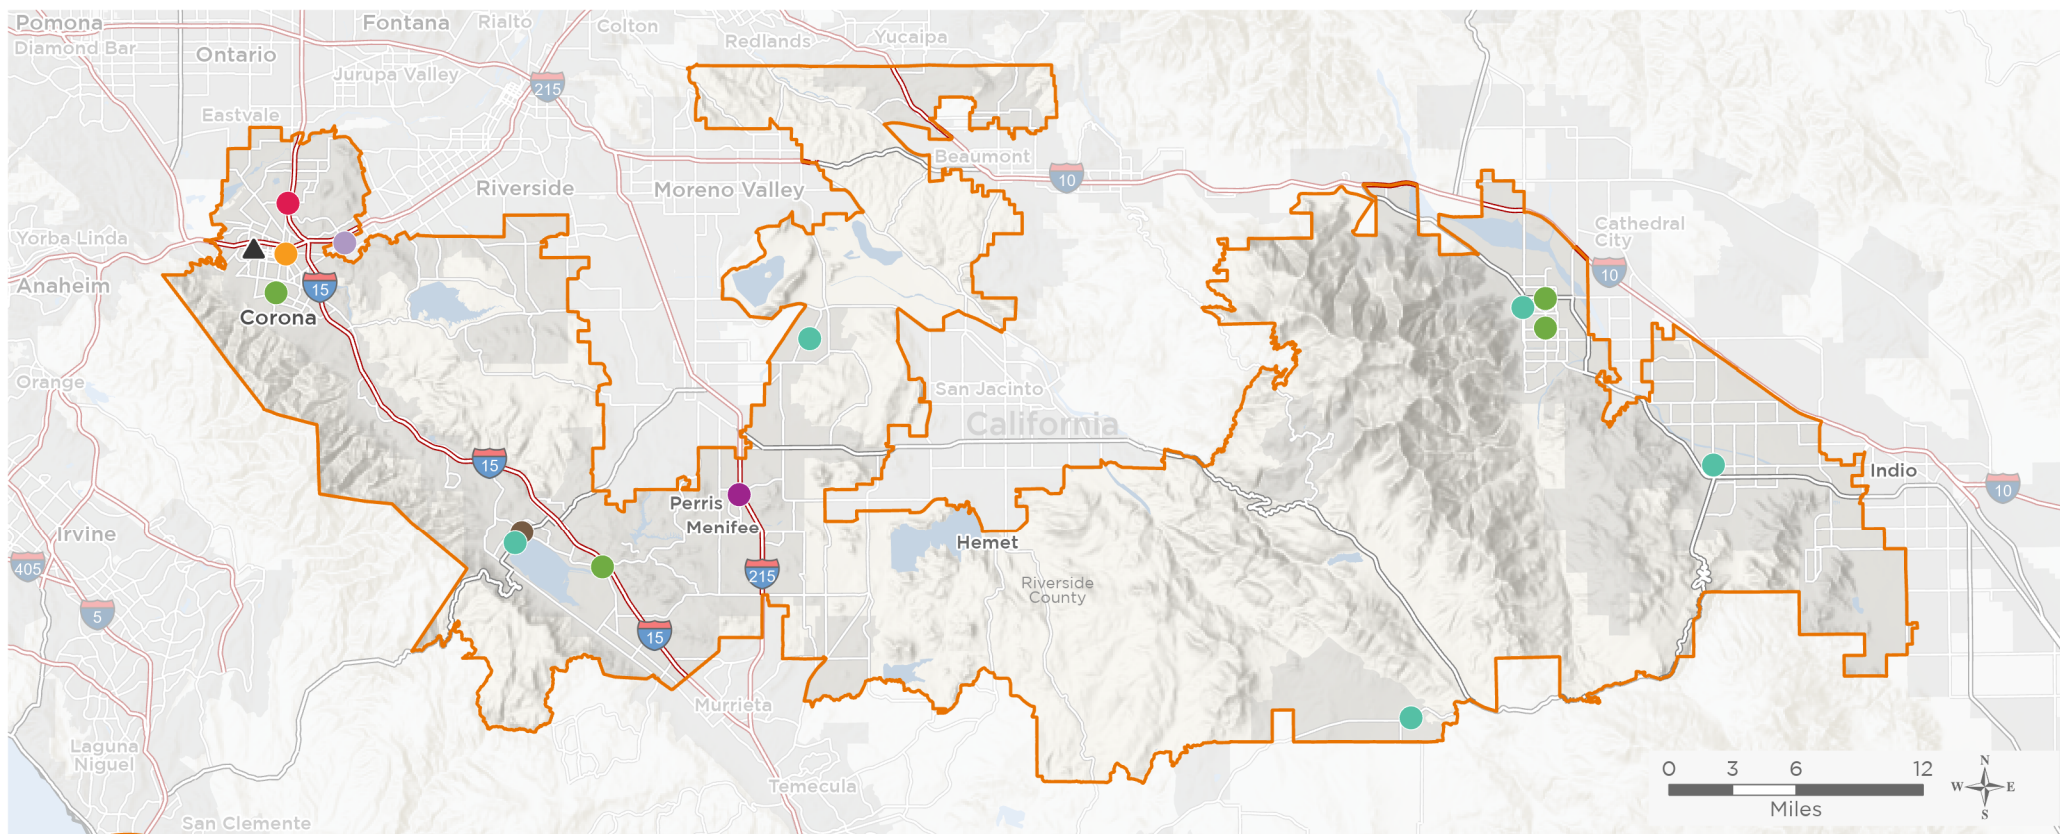 Pomona
Fontana
Rialto
Colton
Yucaipa
Redlands
Diamond Bar
Ontario
Jurupa Valley
215
Eastvale
Beaumont
10
Riverside
Moreno Valley
Yorba Linda
Cathedral
City
10
Anaheim
15
Corona
Orange
San Jacinto
California
15
Indio
10
Perris
Menifee
Irvine
Hemet
405
215
Riverside
County
5
15
Murrieta
Laguna
Niguel
Temecula
San Clemente
0 3 6 12
Miles
N
W E
S